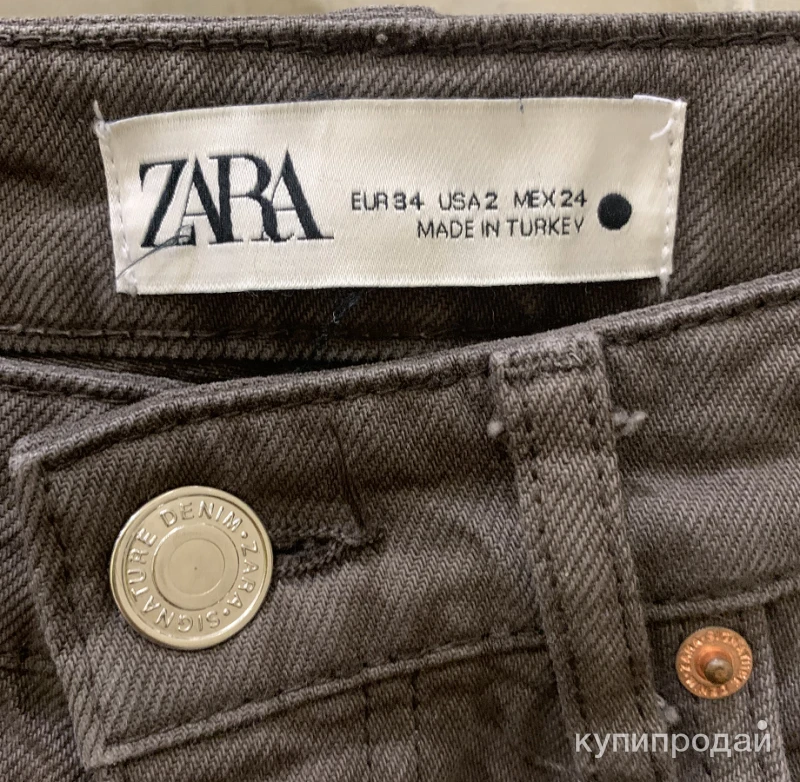 ZARA
EUR 34 USA 2 MEX 24
MADE IN TURKEY
SIGNATURE DENIM · ZARA ·
купипродай